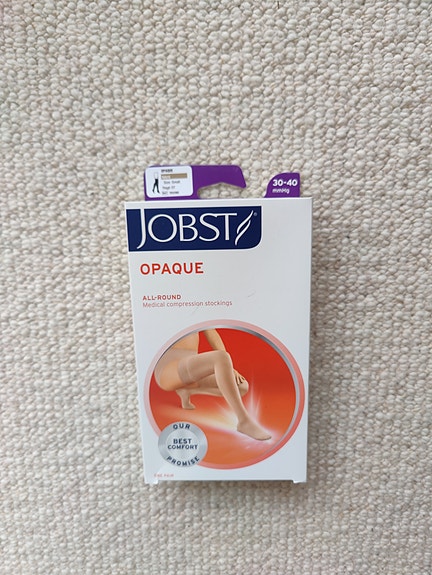 30-40
mmHg
JOBST®
OPAQUE
ALL-ROUND
Medical compression stockings
OUR
BEST
COMFORT
PROMISE